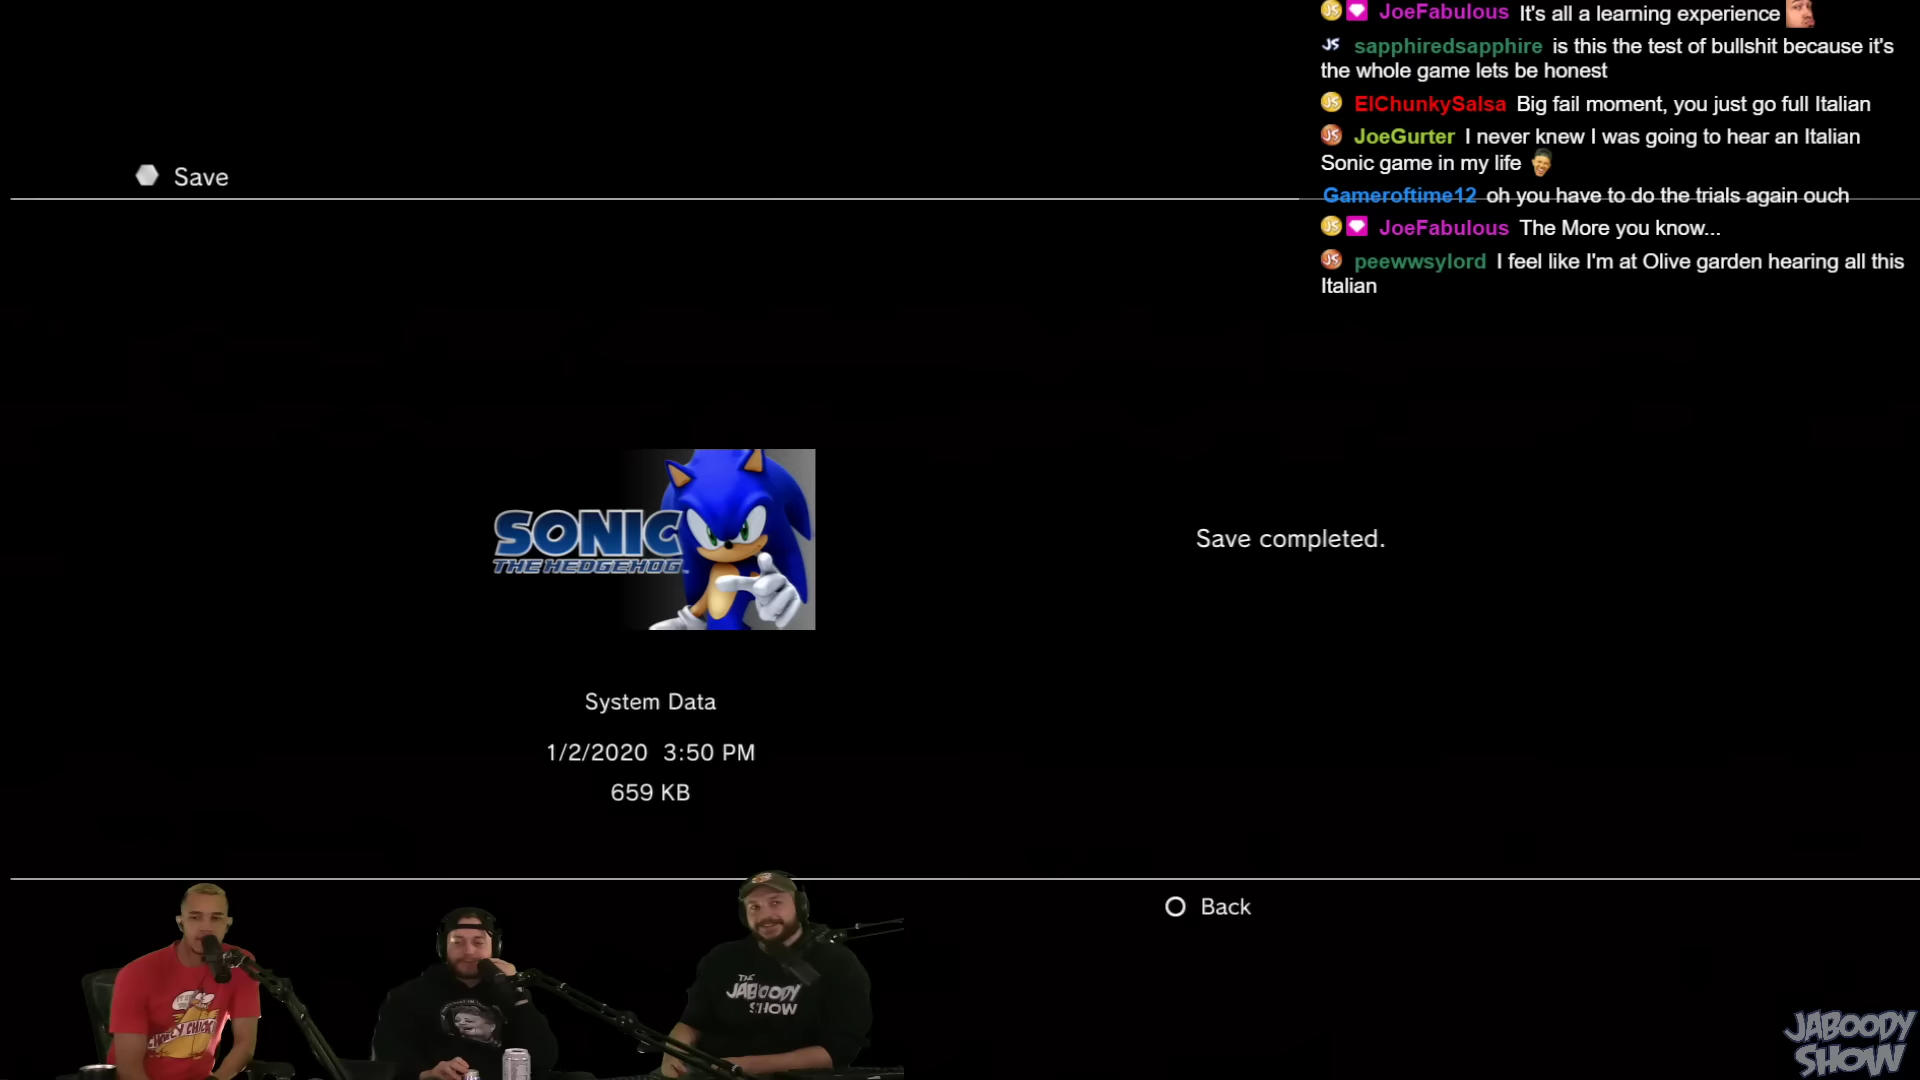 JoeFabulous It's all a learning experience
sapphiredsapphire is this the test of bullshit because it's
the whole game lets be honest
ElChunkySalsa Big fail moment, you just go full Italian
JoeGurter I never knew I was going to hear an Italian
Sonic game in my life
Gameroftime12 oh you have to do the trials again ouch
JoeFabulous The More you know...
peewwsylord I feel like I'm at Olive garden hearing all this
Italian
Save
SONIC
THE HEDGEHOG
Save completed.
System Data
1/2/2020 3:50 PM
659 KB
Back
THE
JABOODY
SHOW
JABOODY
SHOW